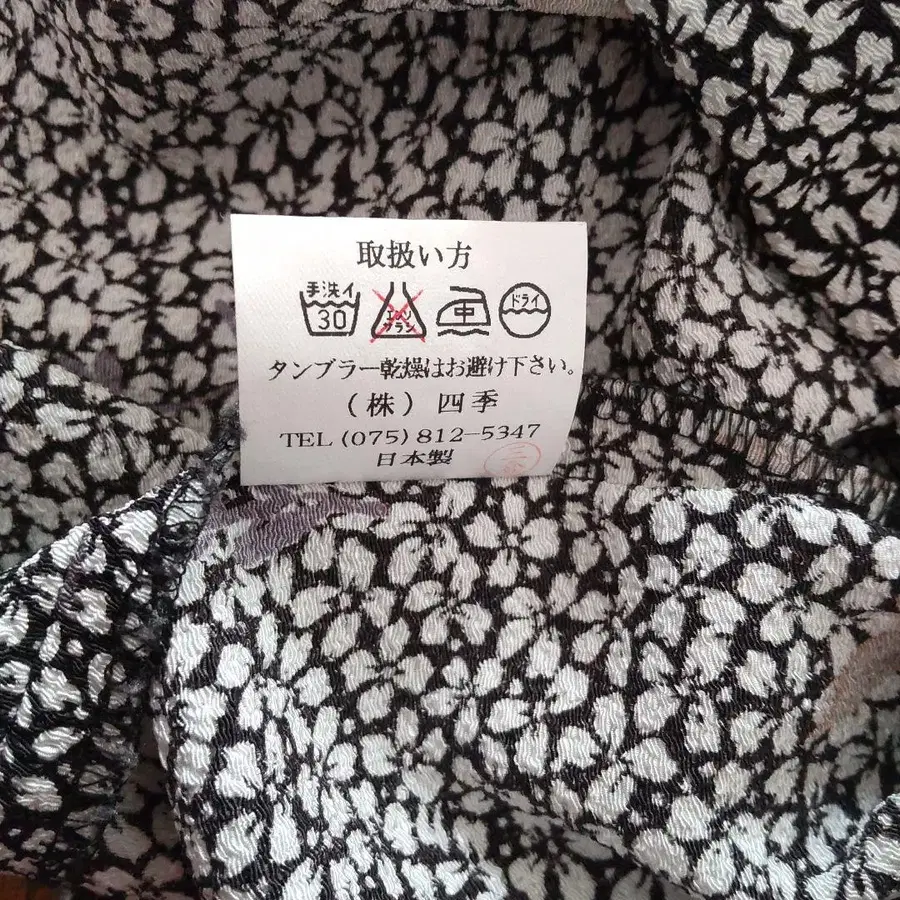 取扱い方
手洗イ
30
エンソ
サラシ
中
ドライ
タンブラー乾燥はお避け下さい。
（株）四季
TEL (075) 812-5347
日本製